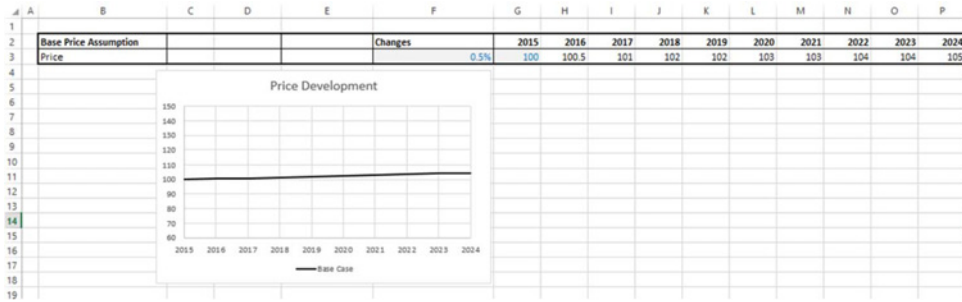 A B C D E F G H I J K L M N O P
1
2 Base Price Assumption Changes 2015 2016 2017 2018 2019 2020 2021 2022 2023 2024
3 Price 0.5% 100 100.5 101 102 102 103 103 104 104 105
4
5 Price Development
6
7 150
8 140
9 130
10 120
11 110
12 100
13 90
14 80
15 70
16 60
17 2015 2016 2017 2018 2019 2020 2021 2022 2023 2024
18 Base Case
19